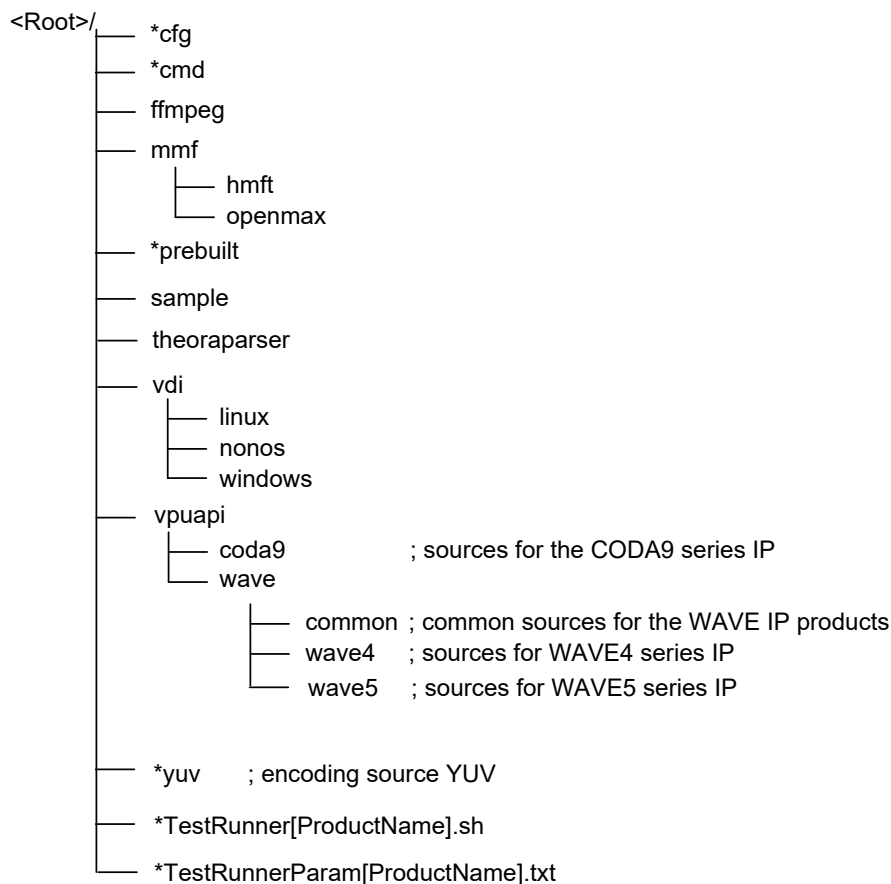 <Root>/
*cfg
*cmd
ffmpeg
mmf
hmft
openmax
*prebuilt
sample
theoraparser
vdi
linux
nonos
windows
vpuapi
coda9 ; sources for the CODA9 series IP
wave
common ; common sources for the WAVE IP products
wave4 ; sources for WAVE4 series IP
wave5 ; sources for WAVE5 series IP
*yuv ; encoding source YUV
*TestRunner[ProductName].sh
*TestRunnerParam[ProductName].txt